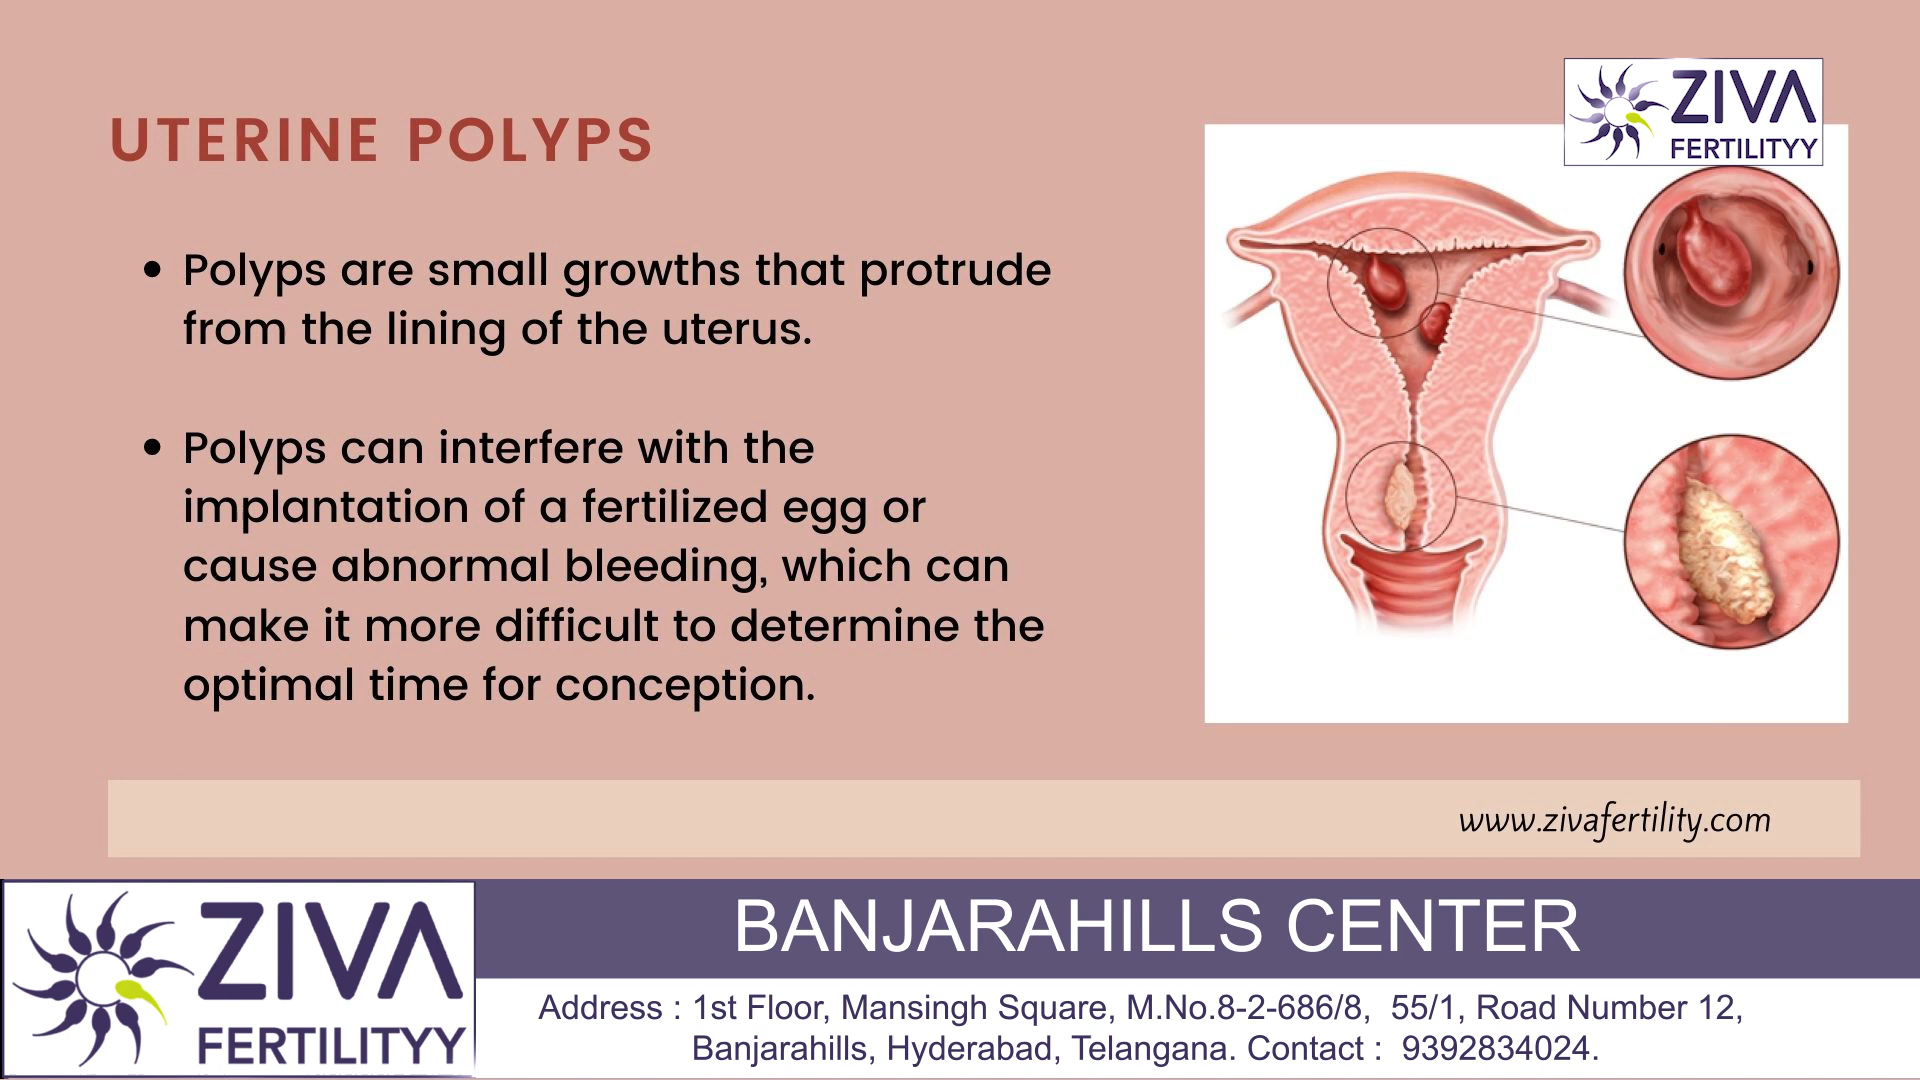 ZIVA
FERTILITYY
UTERINE POLYPS
• Polyps are small growths that protrude
from the lining of the uterus.
• Polyps can interfere with the
implantation of a fertilized egg or
cause abnormal bleeding, which can
make it more difficult to determine the
optimal time for conception.
www.zivafertility.com
ZIVA
FERTILITYY
BANJARAHILLS CENTER
Address : 1st Floor, Mansingh Square, M.No.8-2-686/8, 55/1, Road Number 12,
Banjarahills, Hyderabad, Telangana. Contact : 9392834024.